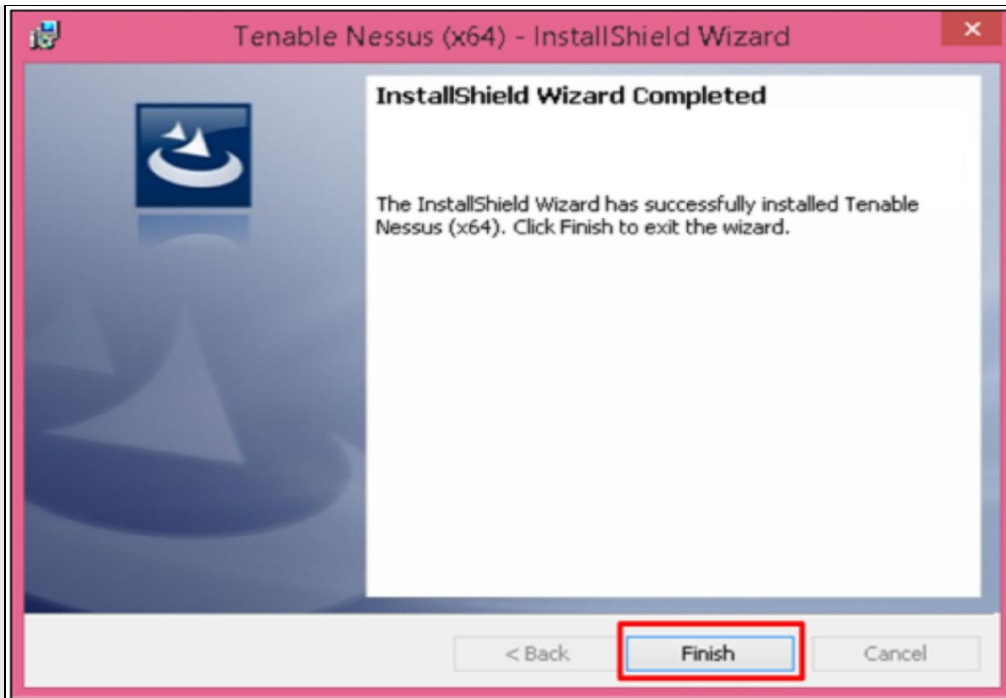 Tenable Nessus (x64) - InstallShield Wizard
InstallShield Wizard Completed
The InstallShield Wizard has successfully installed Tenable
Nessus (x64). Click Finish to exit the wizard.
< Back
Finish
Cancel